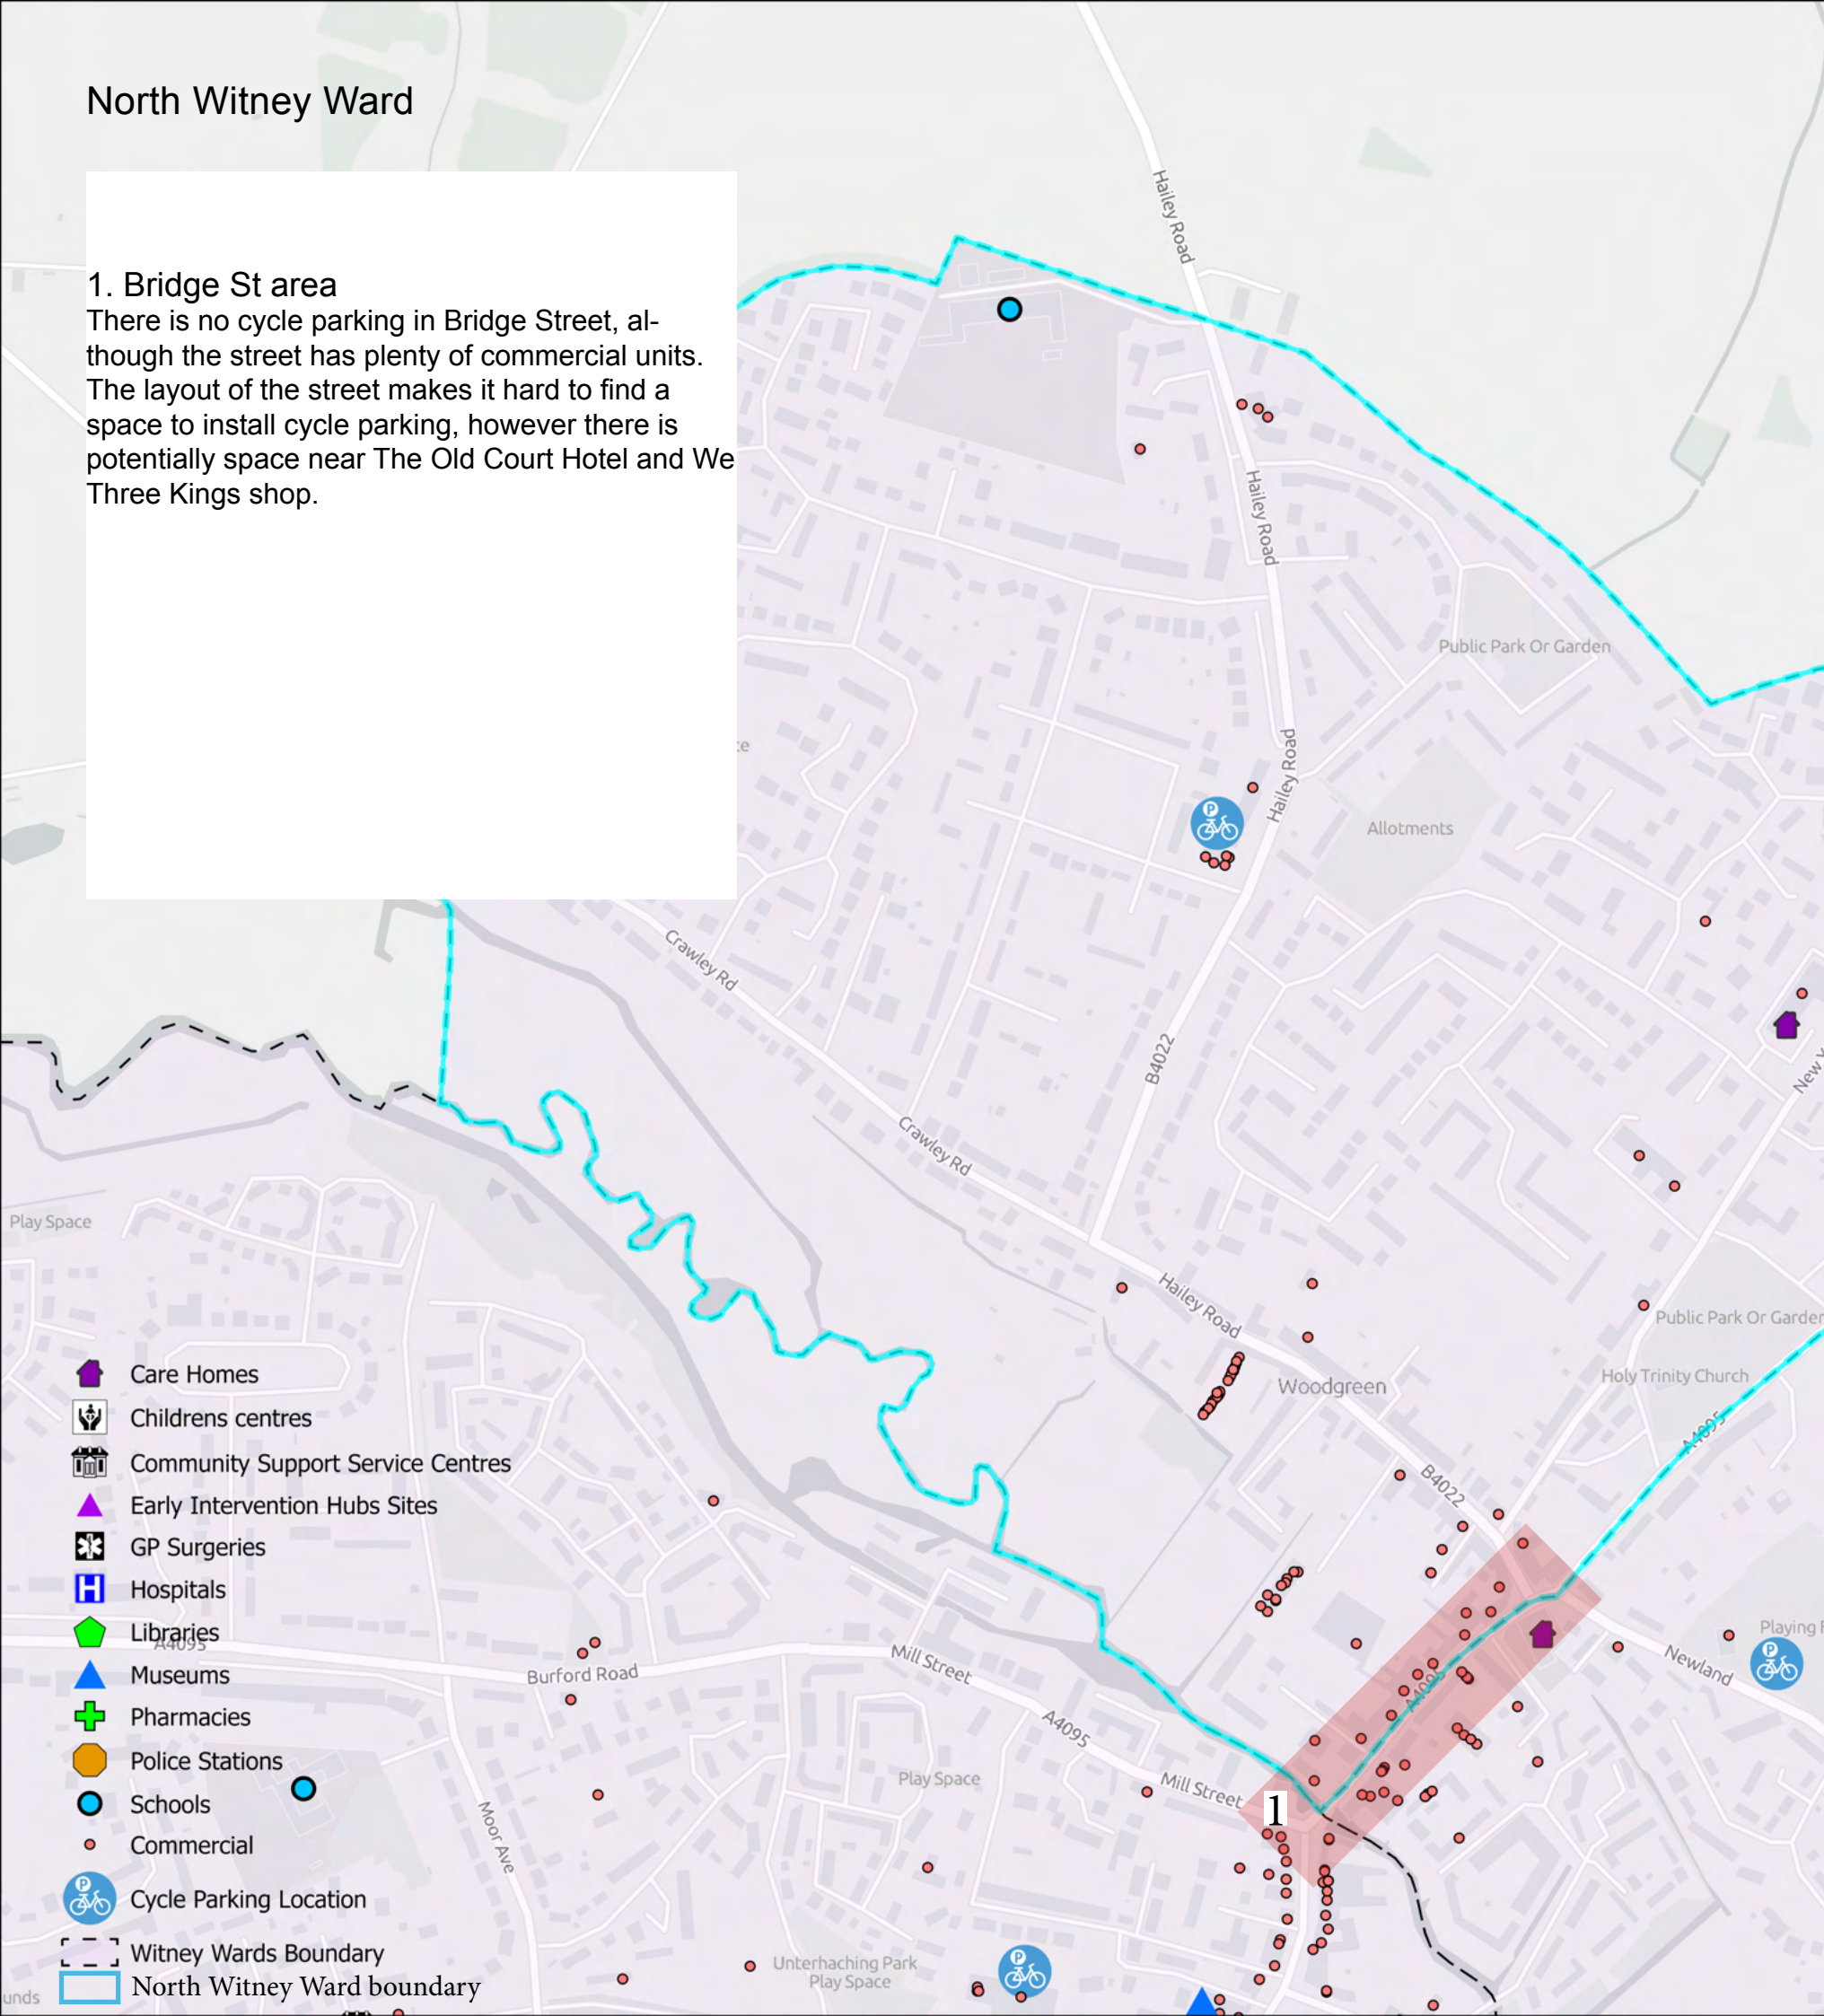 North Witney Ward
1. Bridge St area
There is no cycle parking in Bridge Street, al-
though the street has plenty of commercial units.
The layout of the street makes it hard to find a
space to install cycle parking, however there is
potentially space near The Old Court Hotel and We
Three Kings shop.
Hailey Road
Hailey Road
Public Park Or Garden
Hailey Road
Allotments
Crawley Rd
B4022
New
Crawley Rd
Play Space
Hailey Road
Public Park Or Garden
Woodgreen
Holy Trinity Church
A4095
B4022
A4095
Burford Road
Mill Street
A4095
Mill Street
A4095
Newland
Playing
Play Space
Moor Ave
1
Unterhaching Park
Play Space
Care Homes
Childrens centres
Community Support Service Centres
Early Intervention Hubs Sites
GP Surgeries
H Hospitals
Libraries
Museums
Pharmacies
Police Stations
Schools
Commercial
P Cycle Parking Location
Witney Wards Boundary
North Witney Ward boundary
P
P
P